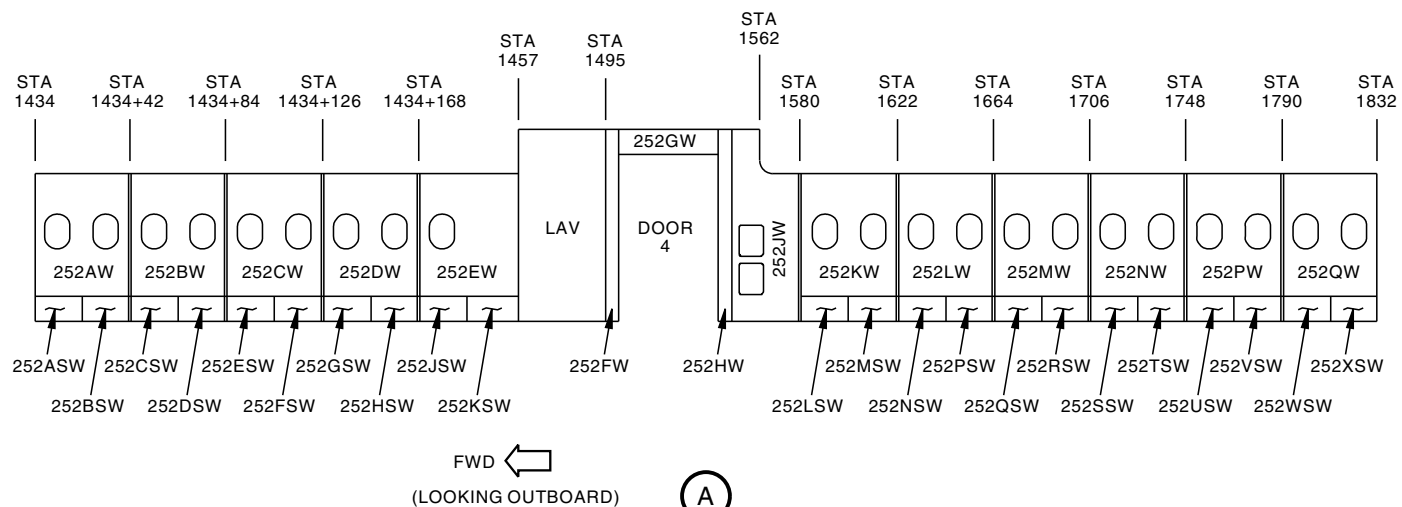 STA
1562
STA
1457
STA
1495
STA
1434
STA
1434+42
STA
1434+84
STA
1434+126
STA
1434+168
STA
1580
STA
1622
STA
1664
STA
1706
STA
1748
STA
1790
STA
1832
252GW
LAV
DOOR
4
252JW
252AW
252BW
252CW
252DW
252EW
252KW
252LW
252MW
252NW
252PW
252QW
252ASW
252CSW
252ESW
252GSW
252JSW
252FW
252HW
252MSW
252PSW
252RSW
252TSW
252VSW
252XSW
252BSW
252DSW
252FSW
252HSW
252KSW
252LSW
252NSW
252QSW
252SSW
252USW
252WSW
FWD
(LOOKING OUTBOARD)
A